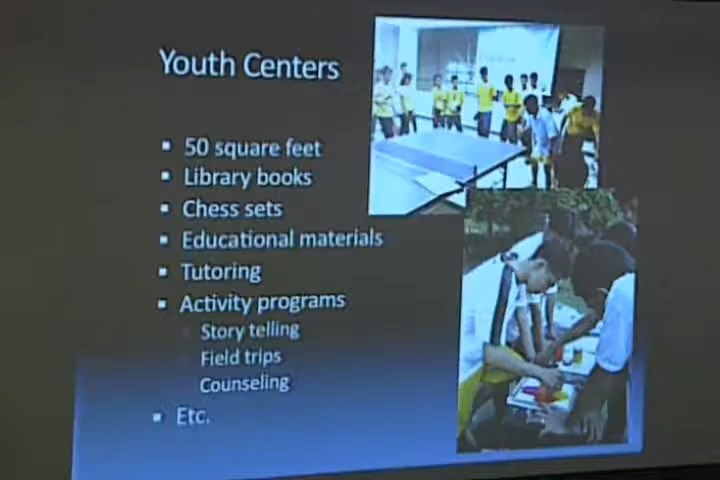 Youth Centers
50 square feet
Library books
Chess sets
Educational materials
Tutoring
Activity programs
Story telling
Field trips
Counseling
Etc.